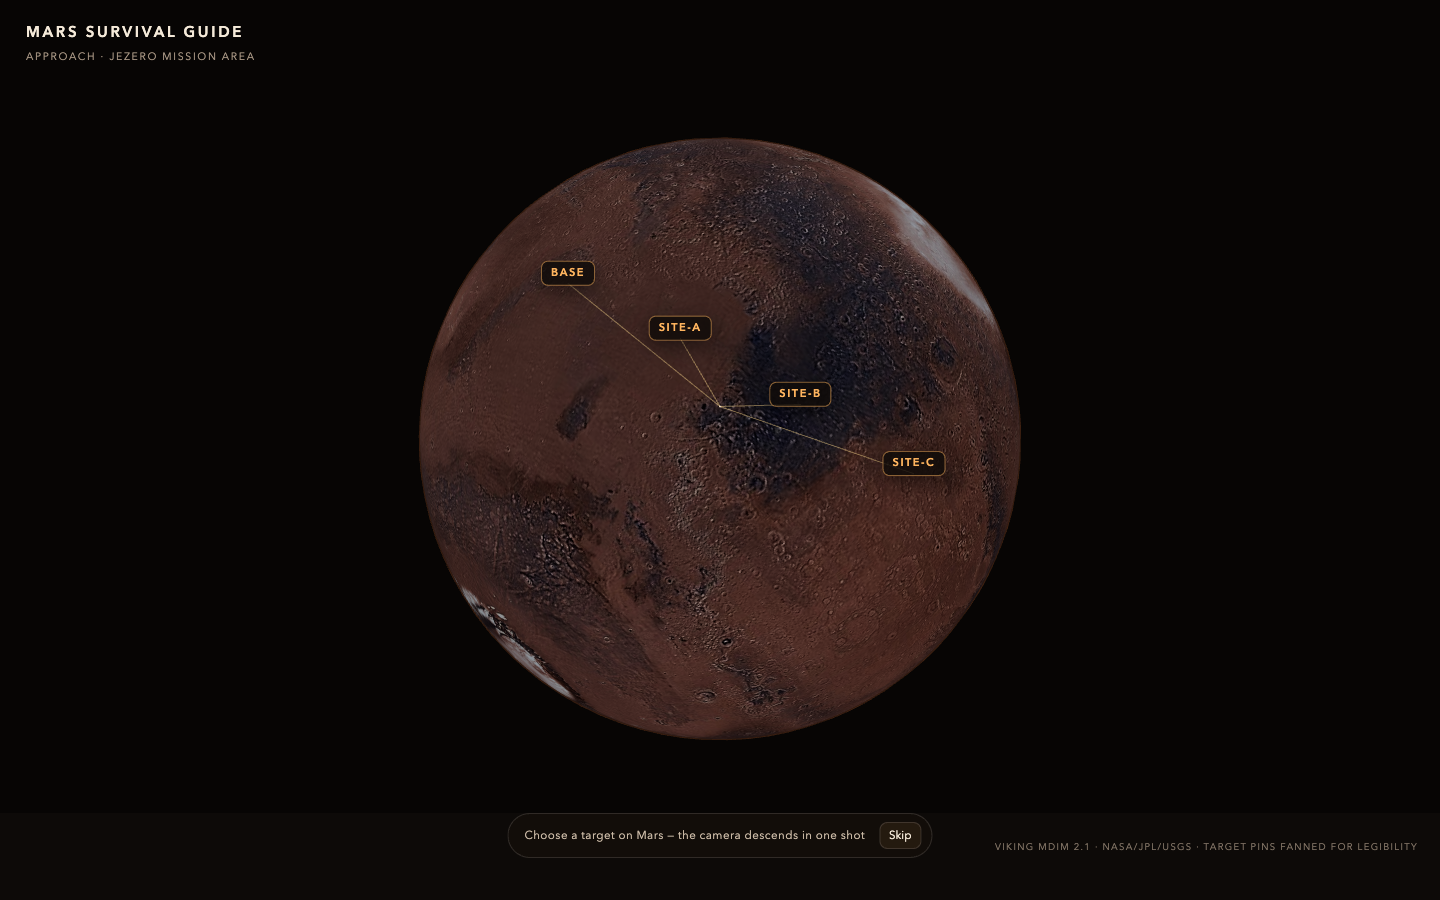 MARS SURVIVAL GUIDE
APPROACH · JEZERO MISSION AREA
BASE
SITE-A
SITE-B
SITE-C
Choose a target on Mars — the camera descends in one shot Skip
VIKING MDIM 2.1 · NASA/JPL/USGS · TARGET PINS FANNED FOR LEGIBILITY